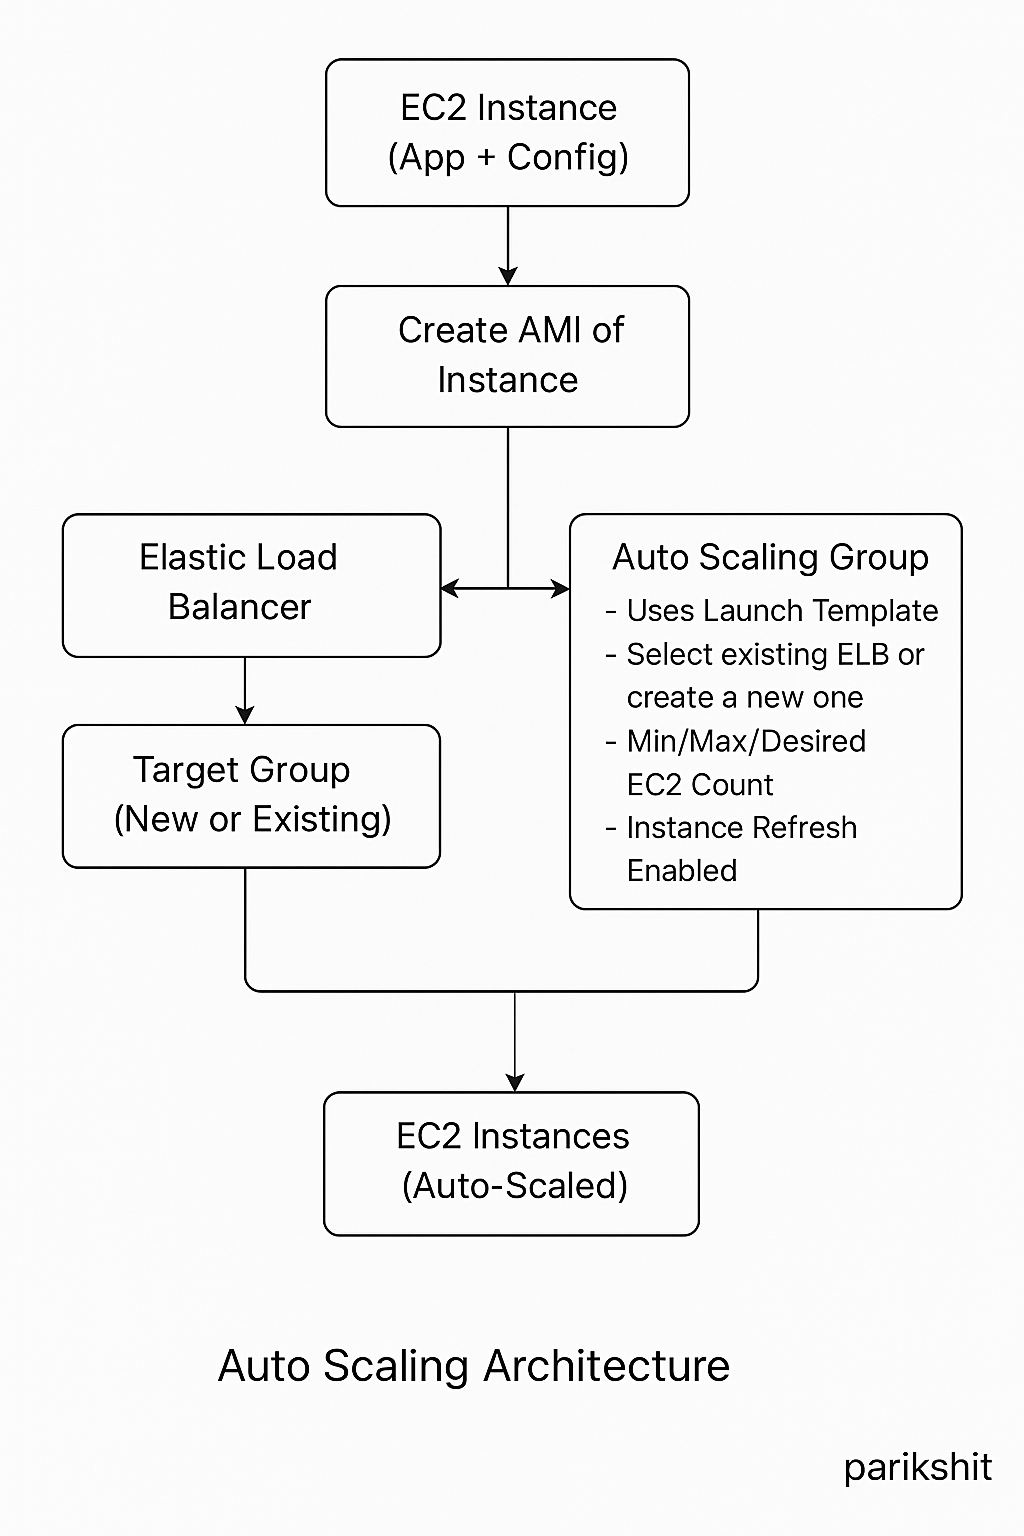 EC2 Instance
(App + Config)
Create AMI of
Instance
Elastic Load
Balancer
Target Group
(New or Existing)
Auto Scaling Group
- Uses Launch Template
- Select existing ELB or
create a new one
- Min/Max/Desired
EC2 Count
- Instance Refresh
Enabled
EC2 Instances
(Auto-Scaled)
Auto Scaling Architecture
parikshit